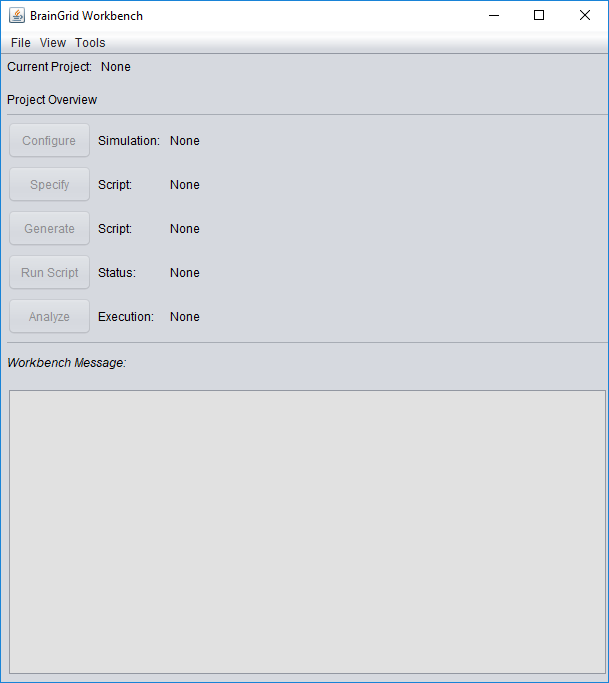 BrainGrid Workbench
File View Tools
Current Project: None
Project Overview
Configure Simulation: None
Specify Script: None
Generate Script: None
Run Script Status: None
Analyze Execution: None
Workbench Message: